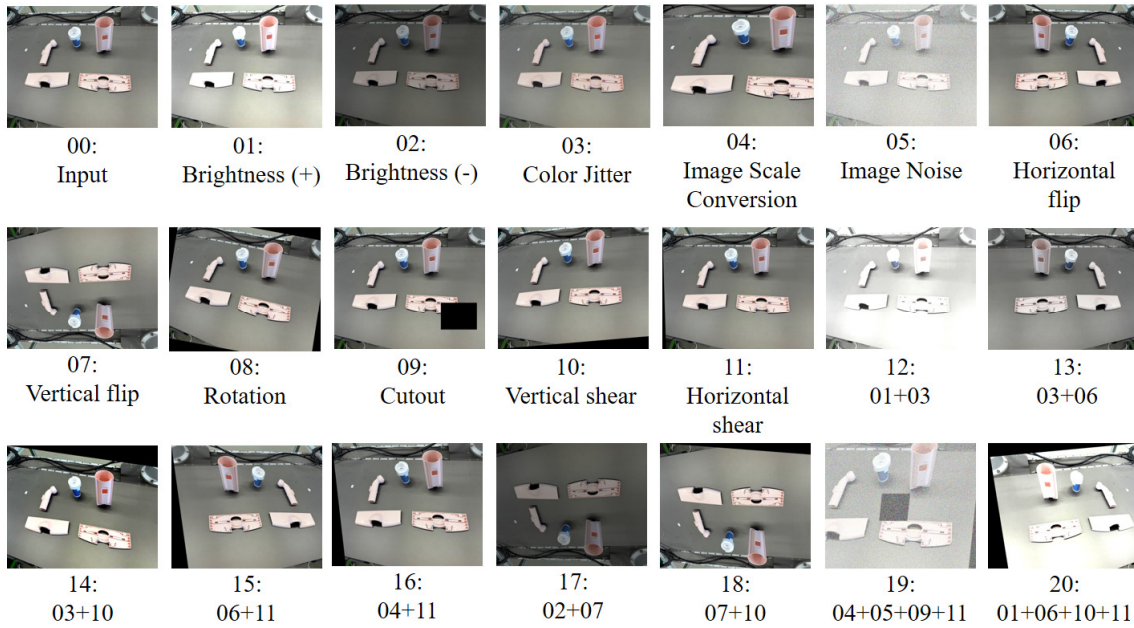 00:
Input
01:
Brightness (+)
02:
Brightness (-)
03:
Color Jitter
04:
Image Scale
Conversion
05:
Image Noise
06:
Horizontal
flip
07:
Vertical flip
08:
Rotation
09:
Cutout
10:
Vertical shear
11:
Horizontal
shear
12:
01+03
13:
03+06
14:
03+10
15:
06+11
16:
04+11
17:
02+07
18:
07+10
19:
04+05+09+11
20:
01+06+10+11